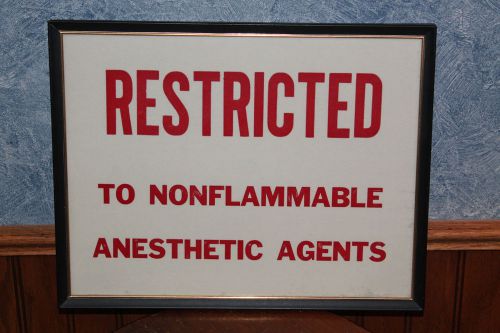 RESTRICTED
TO NONFLAMMABLE
ANESTHETIC AGENTS